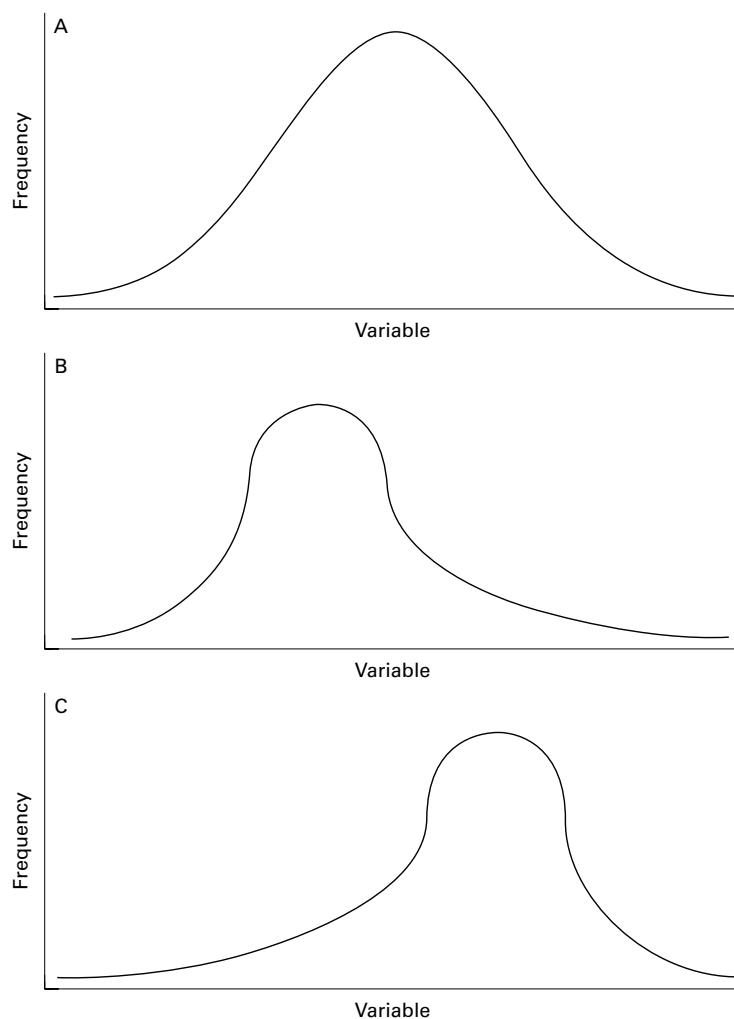 A
Frequency
Variable
B
Frequency
Variable
C
Frequency
Variable